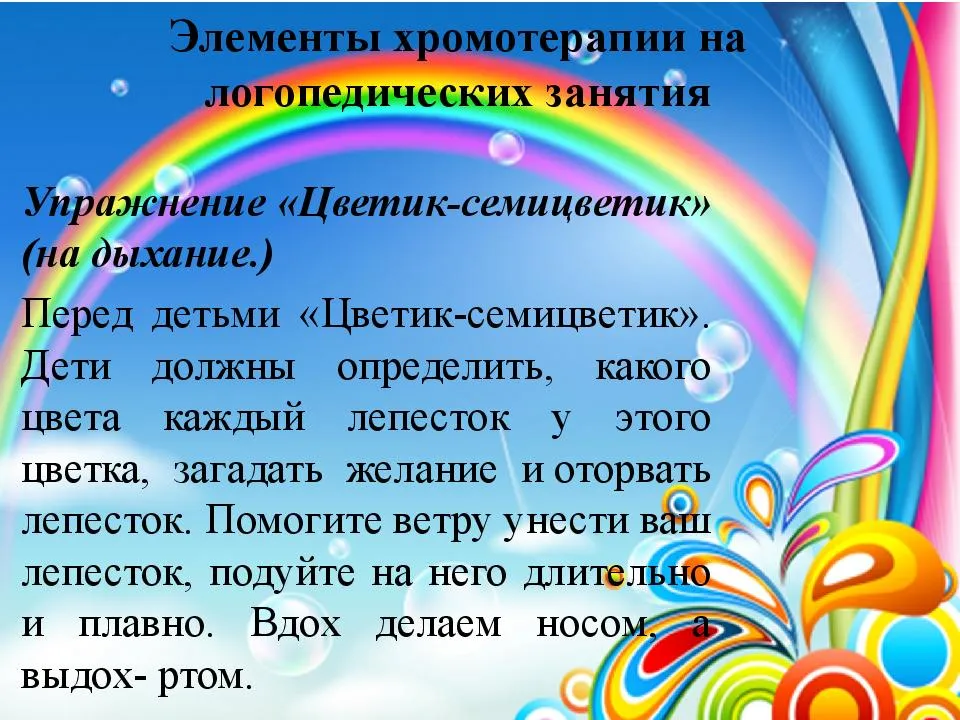 Элементы хромотерапии на
логопедических занятия
Упражнение «Цветик-семицветик»
(на дыхание.)
Перед детьми «Цветик-семицветик».
Дети должны определить, какого
цвета каждый лепесток у этого
цветка, загадать желание и оторвать
лепесток. Помогите ветру унести ваш
лепесток, подуйте на него длительно
и плавно. Вдох делаем носом, а
выдох- ртом.